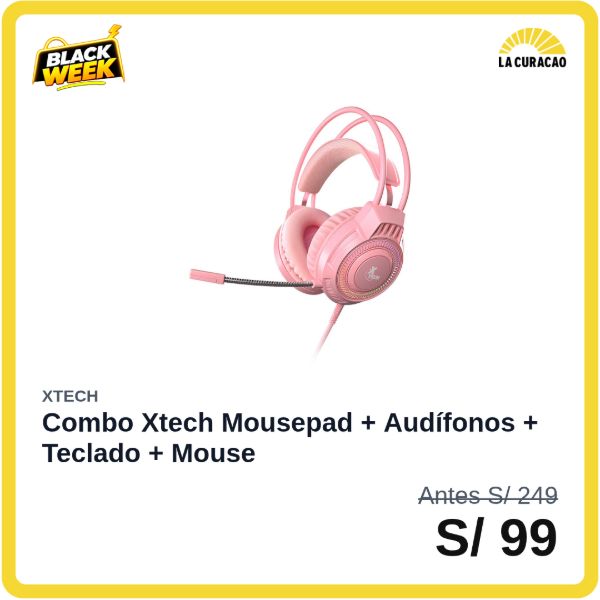 BLACK
WEEK
LA CURACAO
XTECH
Combo Xtech Mousepad + Audífonos +
Teclado + Mouse
Antes S/ 249
S/ 99